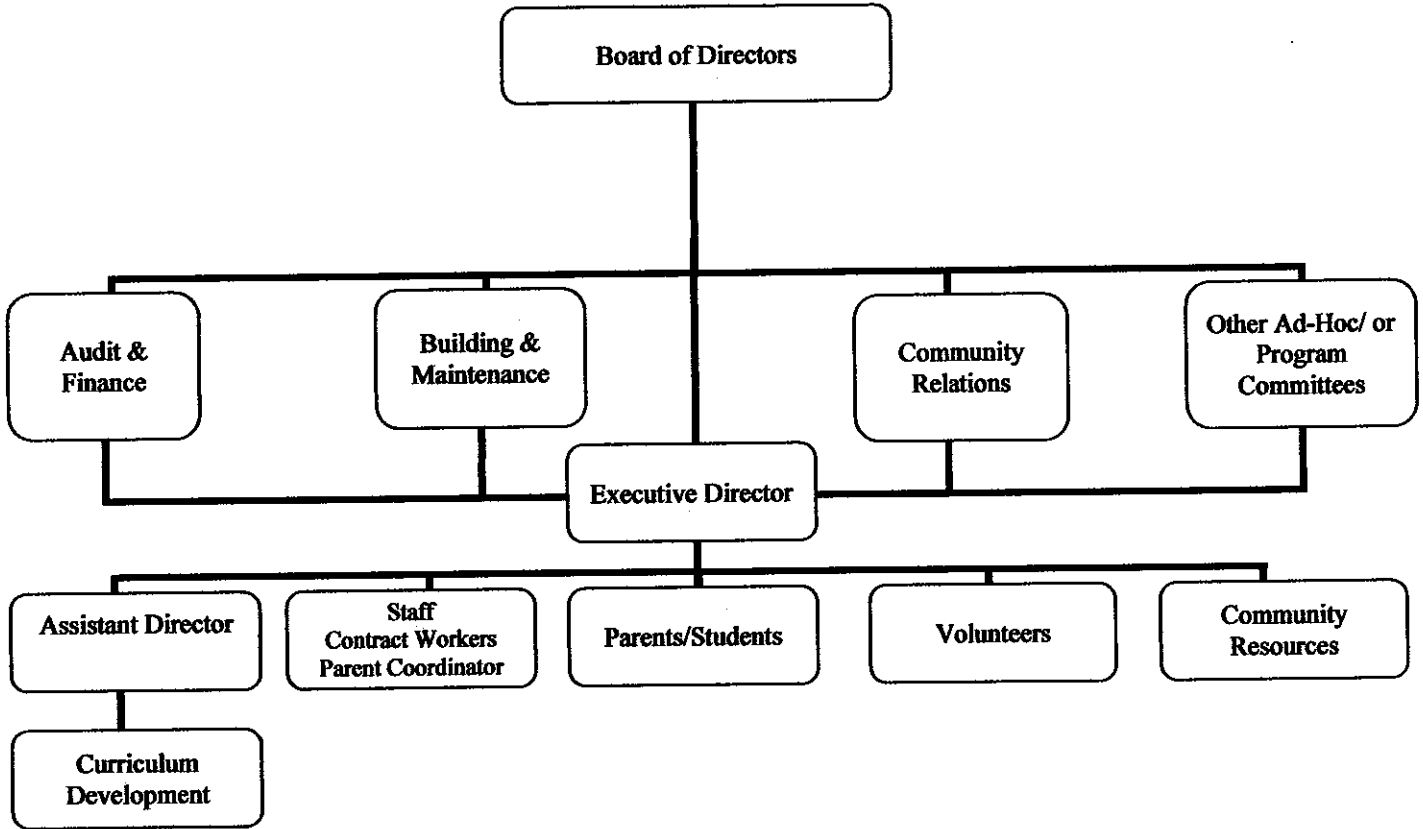 Board of Directors
Audit &
Finance
Building &
Maintenance
Community
Relations
Other Ad-Hoc/ or
Program
Committees
Executive Director
Assistant Director
Staff
Contract Workers
Parent Coordinator
Parents/Students
Volunteers
Community
Resources
Curriculum
Development